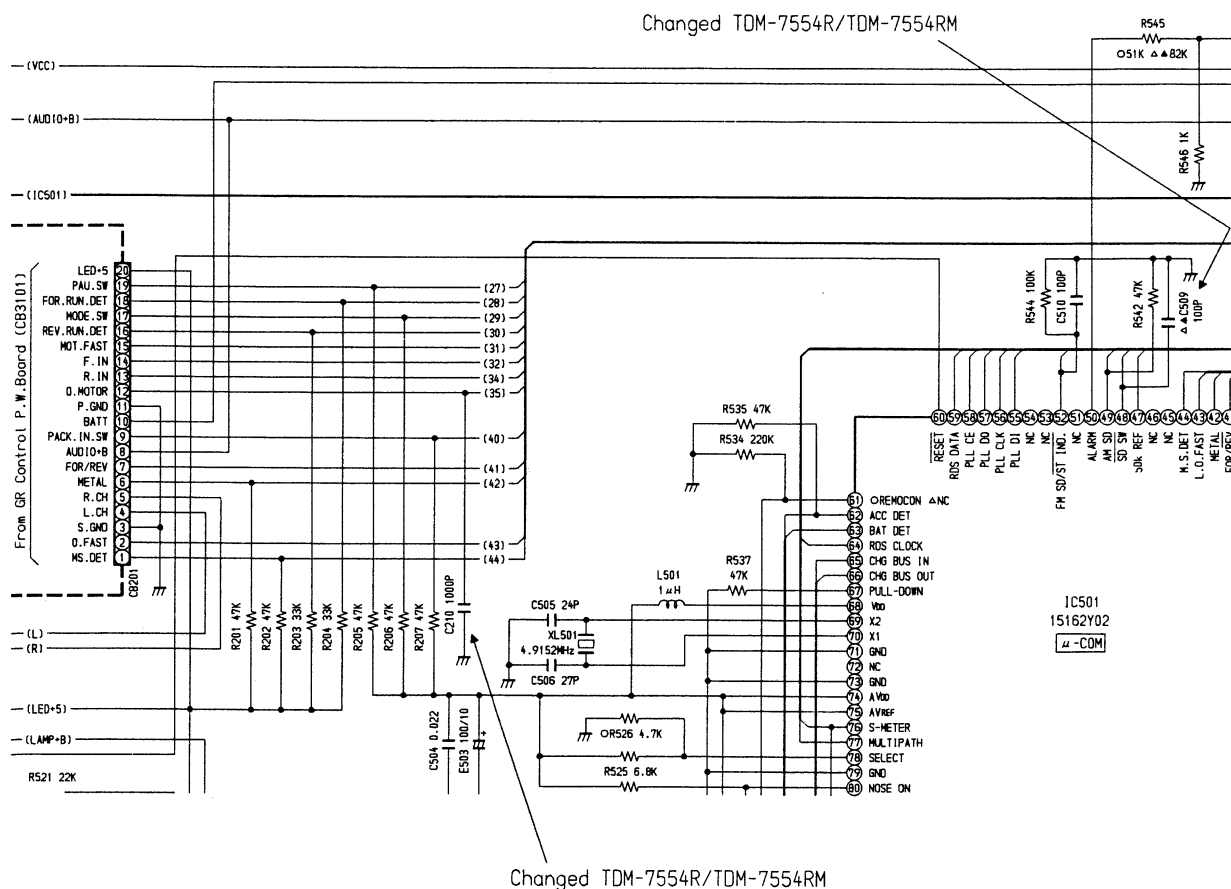 Changed TDM-7554R/TDM-7554RM
R545
○51K △▲82K
(VCC)
(AUDIO+B)
R546 1K
(IC501)
From GR Control P.W.Board (CB3101)
LED+5 20
PAU.SW 19 (27)
FOR.RUN.DET 18 (28)
MODE.SW 17 (29)
REV.RUN.DET 16 (30)
MOT.FAST 15 (31)
F.IN 14 (32)
R.IN 13 (34)
O.MOTOR 12 (35)
P.GND 11
BATT 10
PACK.IN.SW 9 (40)
AUDIO+B 8
FOR/REV 7 (41)
METAL 6 (42)
R.CH 5
L.CH 4
S.GND 3
O.FAST 2 (43)
MS.DET 1 (44)
CB201
R544 100K
C510 100P
R542 47K
△▲C509
100P
60 59 58 57 56 55 54 53 52 51 50 49 48 47 46 45 44 43 42
RESET
RDS DATA
PLL CE
PLL DO
PLL CLK
PLL DI
NC
NC
FM SD/ST IND.
NC
ALARM
AM SD
SD SW
SDK REF
NC
NC
M.S.DET
L.O.FAST
METAL
FOR/REV
R535 47K
R534 220K
61 ○REMOCON △NC
62 ACC DET
63 BAT DET
64 RDS CLOCK
65 CHG BUS IN
66 CHG BUS OUT
67 PULL-DOWN
68 VDD
69 X2
70 X1
71 GND
72 NC
73 GND
74 AVDD
75 AVREF
76 S-METER
77 MULTIPATH
78 SELECT
79 GND
80 NOSE ON
IC501
15162Y02
μ-COM
R537
47K
L501
1μH
C505 24P
XL501
4.9152MHz
C506 27P
R201 47K
R202 47K
R203 33K
R204 33K
R205 47K
R206 47K
R207 47K
C210 1000P
(L)
(R)
(LED+5)
(LAMP+B)
R521 22K
C504 0.022
E503 100/10
+
○R526 4.7K
R525 6.8K
Changed TDM-7554R/TDM-7554RM